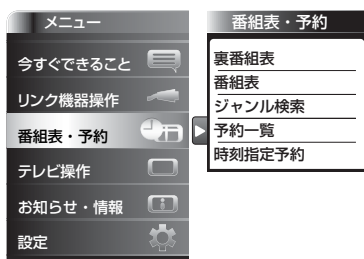 メニュー
今すぐできること
リンク機器操作
番組表・予約
テレビ操作
お知らせ・情報
設定
番組表・予約
裏番組表
番組表
ジャンル検索
予約一覧
時刻指定予約